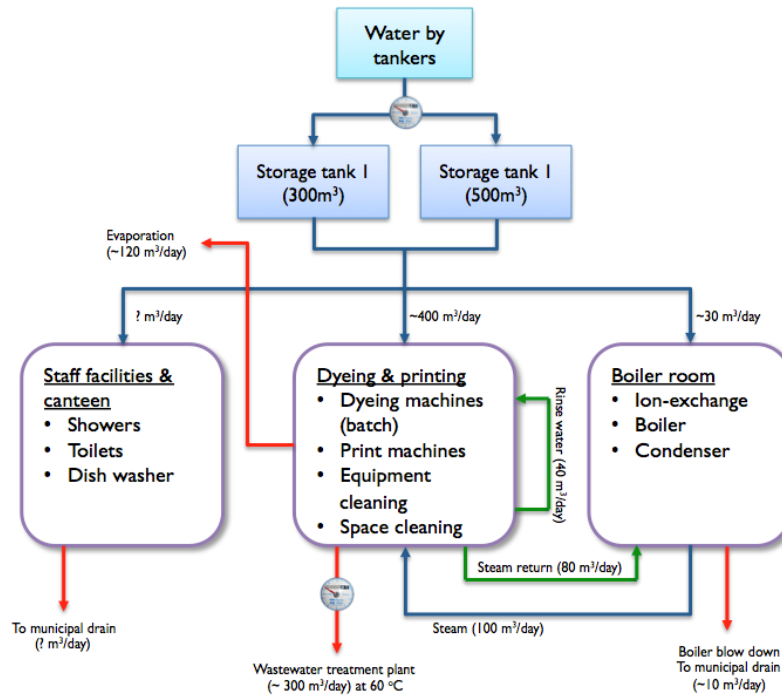 Water by
tankers
Storage tank 1
(300m³)
Storage tank 1
(500m³)
Evaporation
(~120 m³/day)
? m³/day
~400 m³/day
~30 m³/day
Staff facilities &
canteen
• Showers
• Toilets
• Dish washer
Dyeing & printing
• Dyeing machines
(batch)
• Print machines
• Equipment
cleaning
• Space cleaning
Rinse water (40 m³/day)
Boiler room
• Ion-exchange
• Boiler
• Condenser
Steam return (80 m³/day)
Steam (100 m³/day)
To municipal drain
(? m³/day)
Wastewater treatment plant
(~ 300 m³/day) at 60 °C
Boiler blow down
To municipal drain
(~10 m³/day)